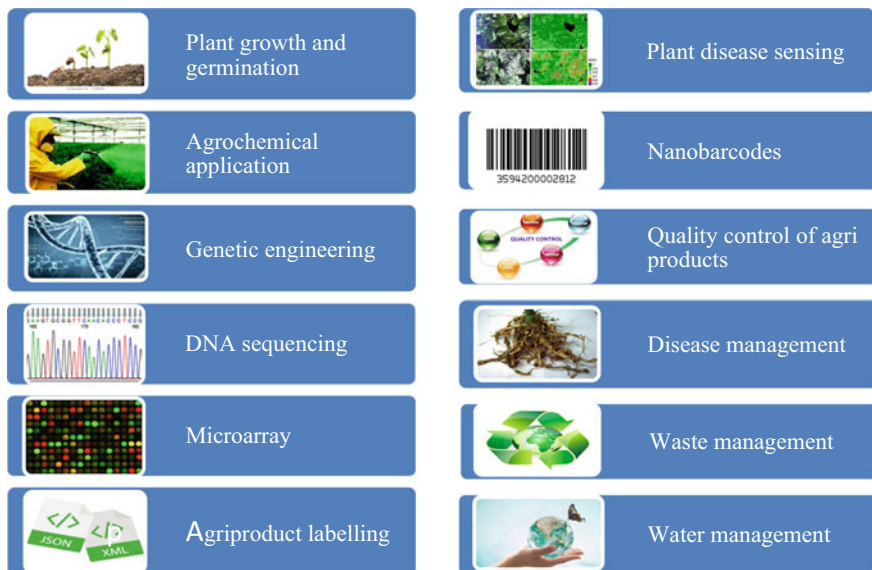 Plant growth and
germination
Agrochemical
application
Genetic engineering
DNA sequencing
Microarray
JSON
XML
p
Agriproduct labelling
Plant disease sensing
3594200002812
Nanobarcodes
QUALITY CONTROL
Quality control of agri
products
Disease management
Waste management
Water management